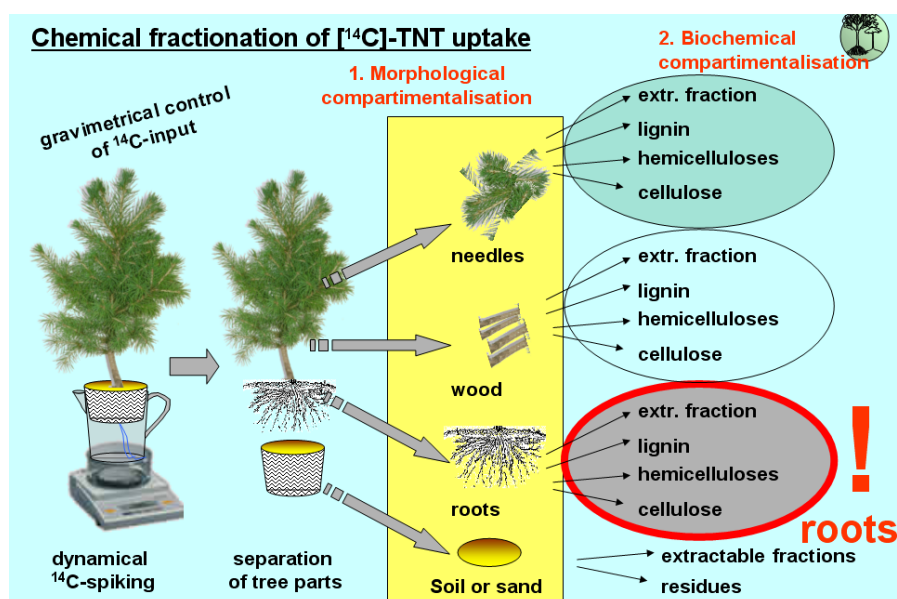 Chemical fractionation of [¹⁴C]-TNT uptake
2. Biochemical
compartimentalisation
1. Morphological
compartimentalisation
gravimetrical control
of ¹⁴C-input
extr. fraction
lignin
hemicelluloses
cellulose
needles
extr. fraction
lignin
hemicelluloses
cellulose
wood
extr. fraction
lignin
hemicelluloses
cellulose
!
roots
roots
extractable fractions
residues
Soil or sand
dynamical
¹⁴C-spiking
separation
of tree parts